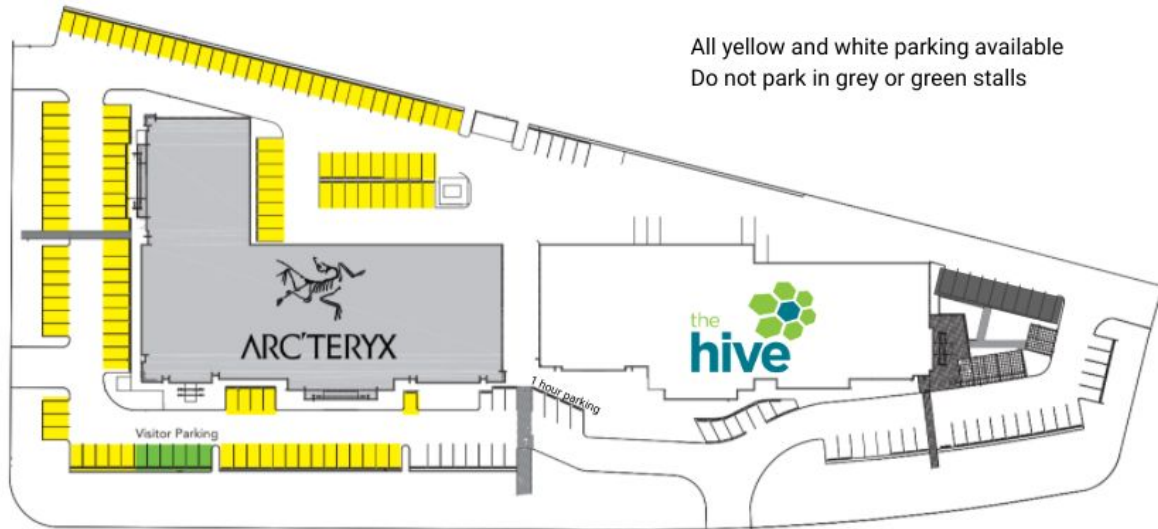 All yellow and white parking available
Do not park in grey or green stalls
ARC'TERYX
the
hive
1 hour parking
Visitor Parking